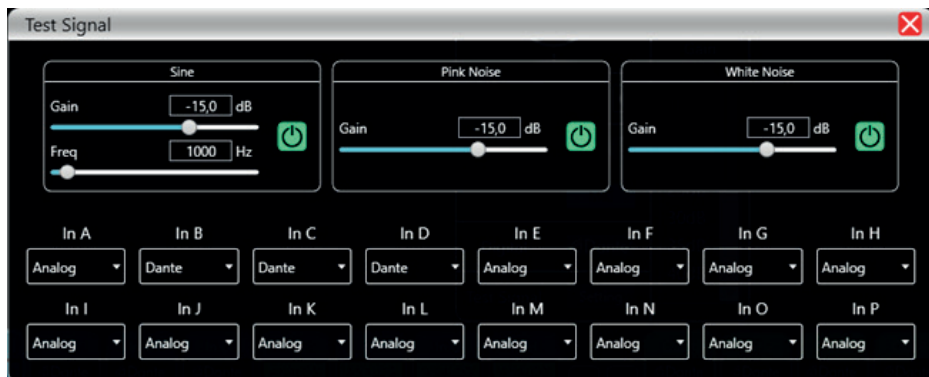 Test Signal
Sine
Gain -15,0 dB
Freq 1000 Hz
Pink Noise
Gain -15,0 dB
White Noise
Gain -15,0 dB
In A In B In C In D In E In F In G In H
Analog Dante Dante Dante Analog Analog Analog Analog
In I In J In K In L In M In N In O In P
Analog Analog Analog Analog Analog Analog Analog Analog